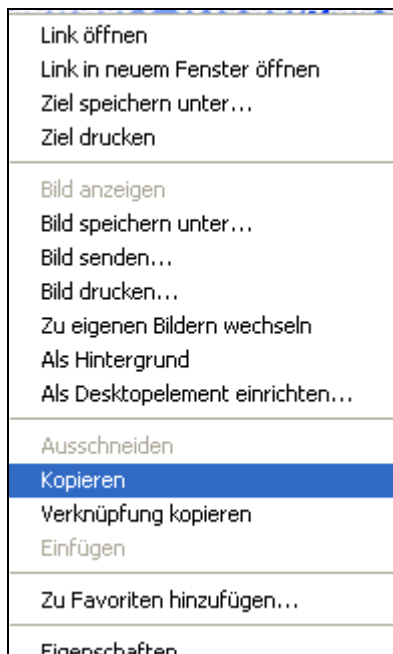 Link öffnen
Link in neuem Fenster öffnen
Ziel speichern unter...
Ziel drucken
Bild anzeigen
Bild speichern unter...
Bild senden...
Bild drucken...
Zu eigenen Bildern wechseln
Als Hintergrund
Als Desktopelement einrichten...
Ausschneiden
Kopieren
Verknüpfung kopieren
Einfügen
Zu Favoriten hinzufügen...
Eigenschaften